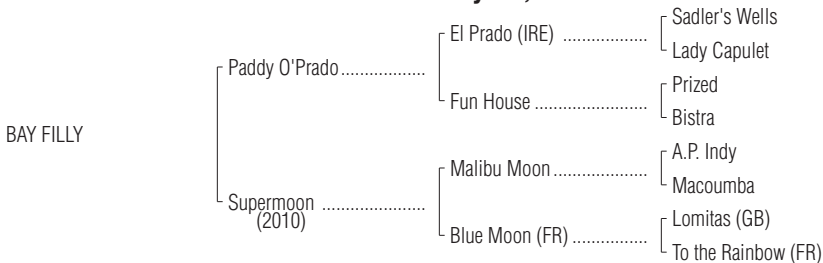 Sadler's Wells
El Prado (IRE) ..................
Lady Capulet
Paddy O'Prado..................
Prized
Fun House ........................
Bistra
BAY FILLY
A.P. Indy
Malibu Moon....................
Macoumba
Supermoon ......................
(2010)
Lomitas (GB)
Blue Moon (FR) ................
To the Rainbow (FR)